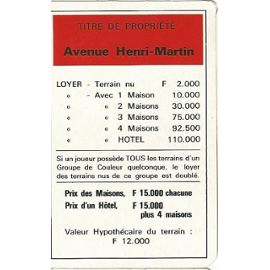 TITRE DE PROPRIÉTÉ
Avenue Henri-Martin
LOYER - Terrain nu F 2.000
« - Avec 1 Maison 10.000
« « 2 Maisons 30.000
« « 3 Maisons 75.000
« « 4 Maisons 92.500
« « HOTEL 110.000
Si un joueur possède TOUS les terrains d'un
Groupe de Couleur quelconque, le loyer
des terrains nus de ce groupe est doublé.
Prix des Maisons, F 15.000 chacune
Prix d'un Hôtel, F 15.000
plus 4 maisons
Valeur Hypothécaire du terrain :
F 12.000